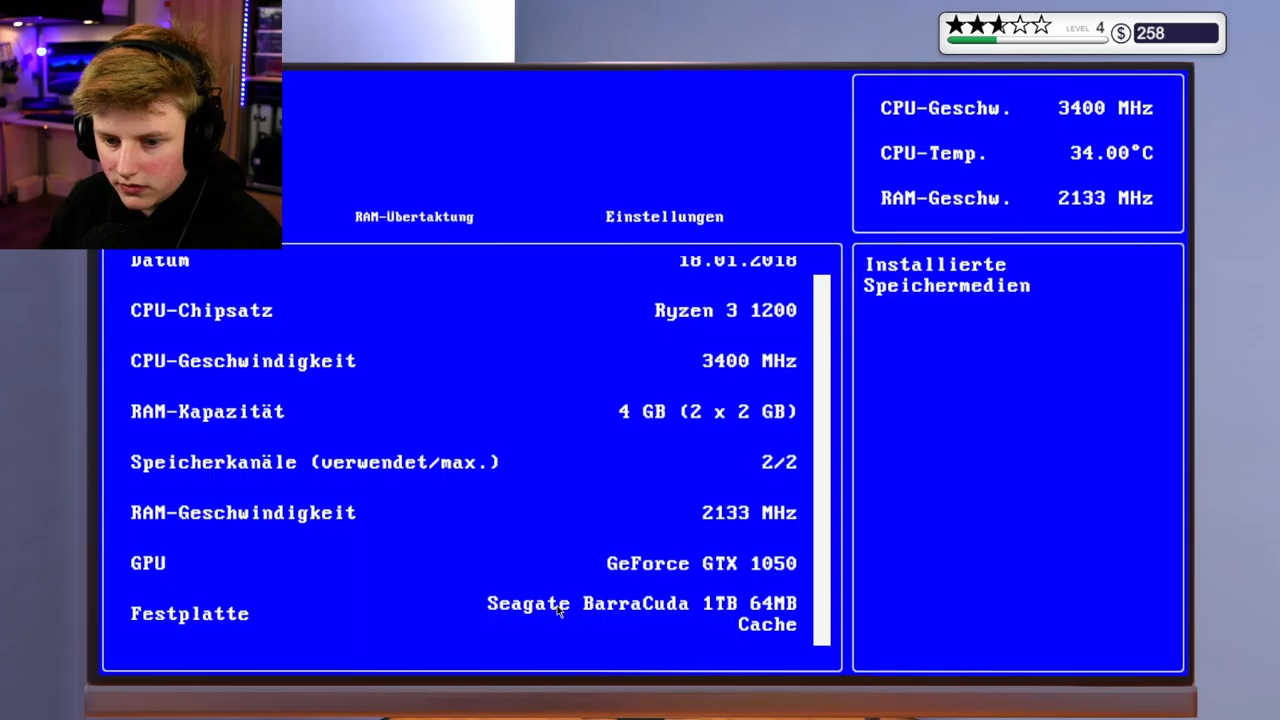 LEVEL 4
$ 258
CPU-Geschw. 3400 MHz
CPU-Temp. 34.00°C
RAM-Geschw. 2133 MHz
RAM-Übertaktung Einstellungen
Datum 18.01.2018
CPU-Chipsatz Ryzen 3 1200
CPU-Geschwindigkeit 3400 MHz
RAM-Kapazität 4 GB (2 x 2 GB)
Speicherkanäle (verwendet/max.) 2/2
RAM-Geschwindigkeit 2133 MHz
GPU GeForce GTX 1050
Festplatte Seagate BarraCuda 1TB 64MB
Cache
Installierte
Speichermedien